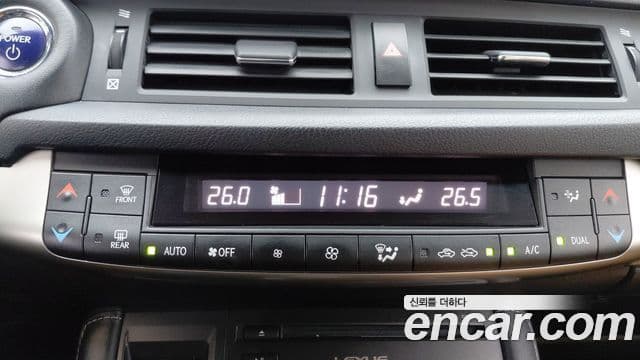 POWER
26.0 11:16 26.5
FRONT
REAR
AUTO OFF A/C DUAL
LEXUS
신뢰를 더하다
encar.com